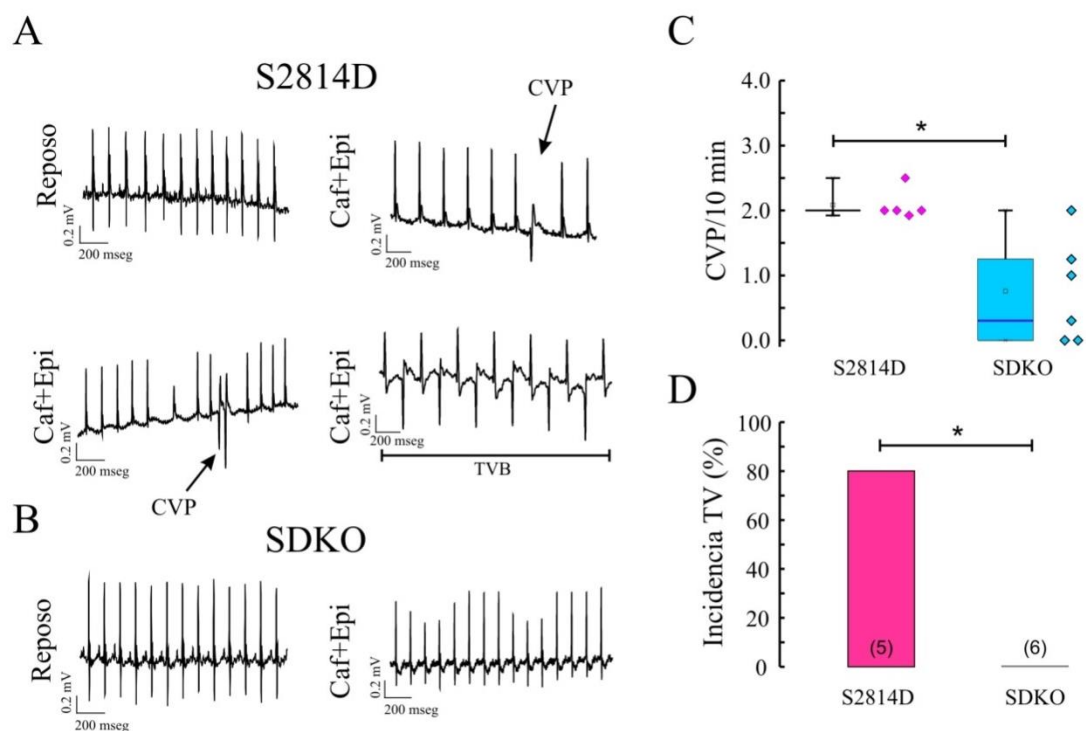 A
S2814D
CVP
Reposo
0.2 mV
200 mseg
Caf+Epi
0.2 mV
200 mseg
Caf+Epi
0.2 mV
200 mseg
CVP
Caf+Epi
0.2 mV
200 mseg
TVB
B
SDKO
Reposo
0.2 mV
200 mseg
Caf+Epi
0.2 mV
200 mseg
C
CVP/10 min
4.0
3.0
2.0
1.0
0.0
*
S2814D
SDKO
D
Incidencia TV (%)
100
80
60
40
20
0
*
(5)
(6)
S2814D
SDKO